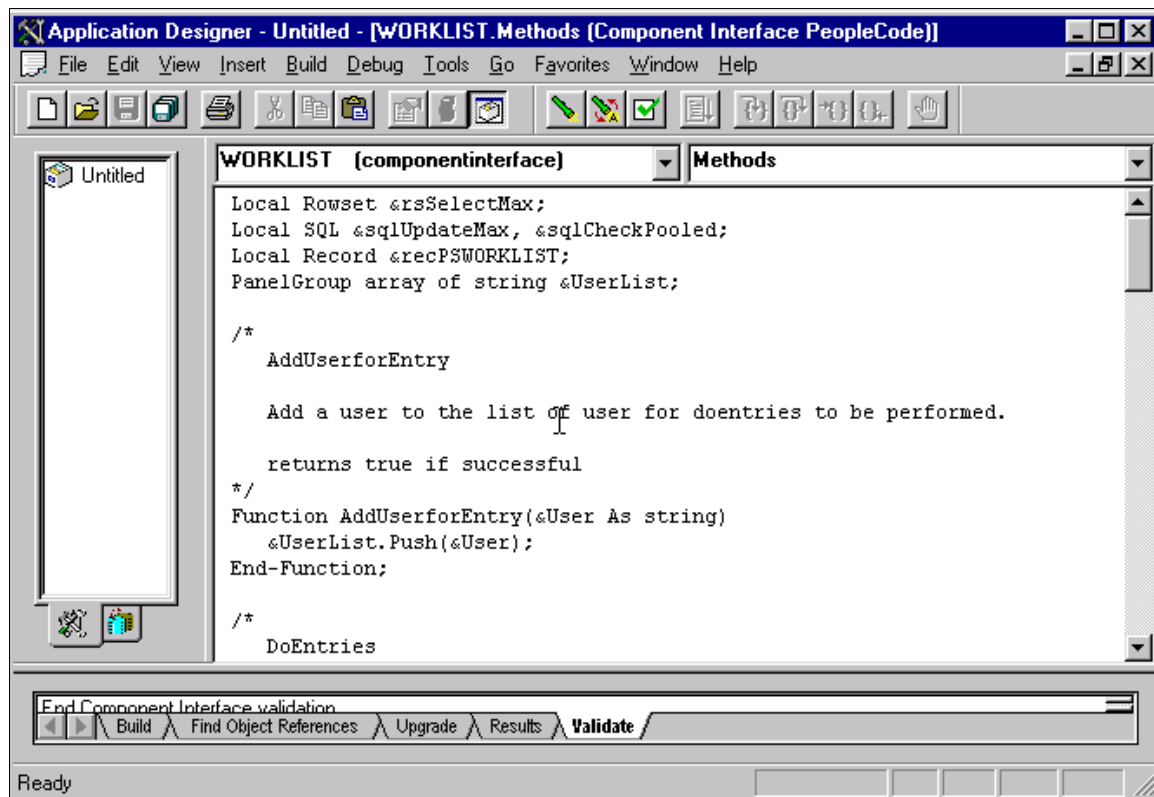 Application Designer - Untitled - [WORKLIST.Methods (Component Interface PeopleCode)]
File Edit View Insert Build Debug Tools Go Favorites Window Help
Untitled
WORKLIST (componentinterface) Methods
Local Rowset &rsSelectMax;
Local SQL &sqlUpdateMax, &sqlCheckPooled;
Local Record &recPSWORKLIST;
PanelGroup array of string &UserList;
/*
AddUserforEntry
Add a user to the list of user for doentries to be performed.
returns true if successful
*/
Function AddUserforEntry(&User As string)
&UserList.Push(&User);
End-Function;
/*
DoEntries
End Component Interface validation
Build Find Object References Upgrade Results Validate
Ready